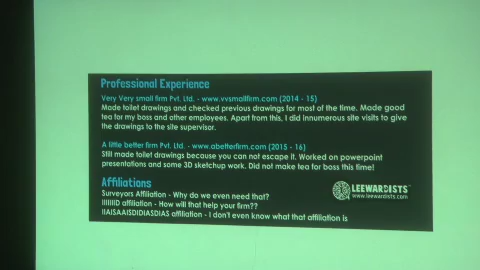 Professional Experience
Very Very small firm Pvt. Ltd. - www.vvsmallfirm.com (2014 - 15)
Made toilet drawings and checked previous drawings for most of the time. Made good
tea for my boss and other employees. Apart from this, I did innumerous site visits to give
the drawings to the site supervisor.
A little better firm Pvt. Ltd. - www.abetterfirm.com (2015 - 16)
Still made toilet drawings because you can not escape it. Worked on powerpoint
presentations and some 3D sketchup work. Did not make tea for boss this time!
Affiliations
Surveyors Affiliation - Why do we even need that?
IIIIIIID affiliation - How will that help your firm??
IIAISAAISDIDIASDIAS affiliation - I don't even know what that affiliation is
LEEWARDISTS
www.leewardists.com